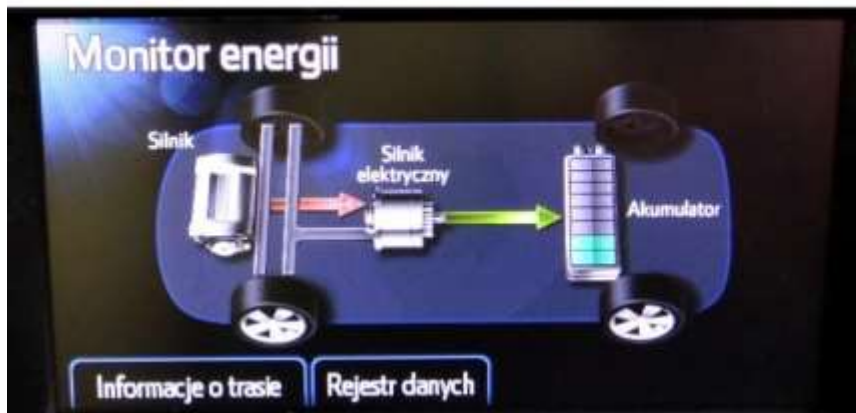 Monitor energii
Silnik
Silnik
elektryczny
Akumulator
Informacje o trasie
Rejestr danych